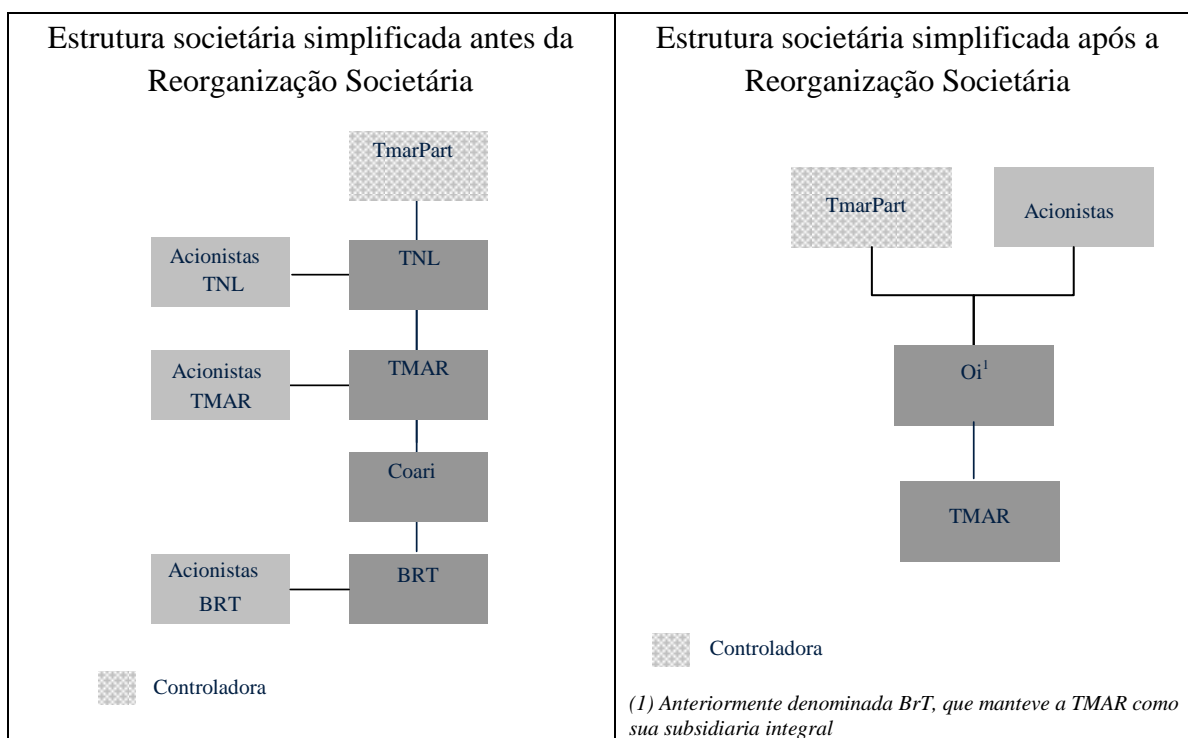 Estrutura societária simplificada antes da
Reorganização Societária
TmarPart
Acionistas
TNL
TNL
Acionistas
TMAR
TMAR
Coari
Acionistas
BRT
BRT
Controladora
Estrutura societária simplificada após a
Reorganização Societária
TmarPart
Acionistas
Oi¹
TMAR
Controladora
(1) Anteriormente denominada BrT, que manteve a TMAR como
sua subsidiaria integral